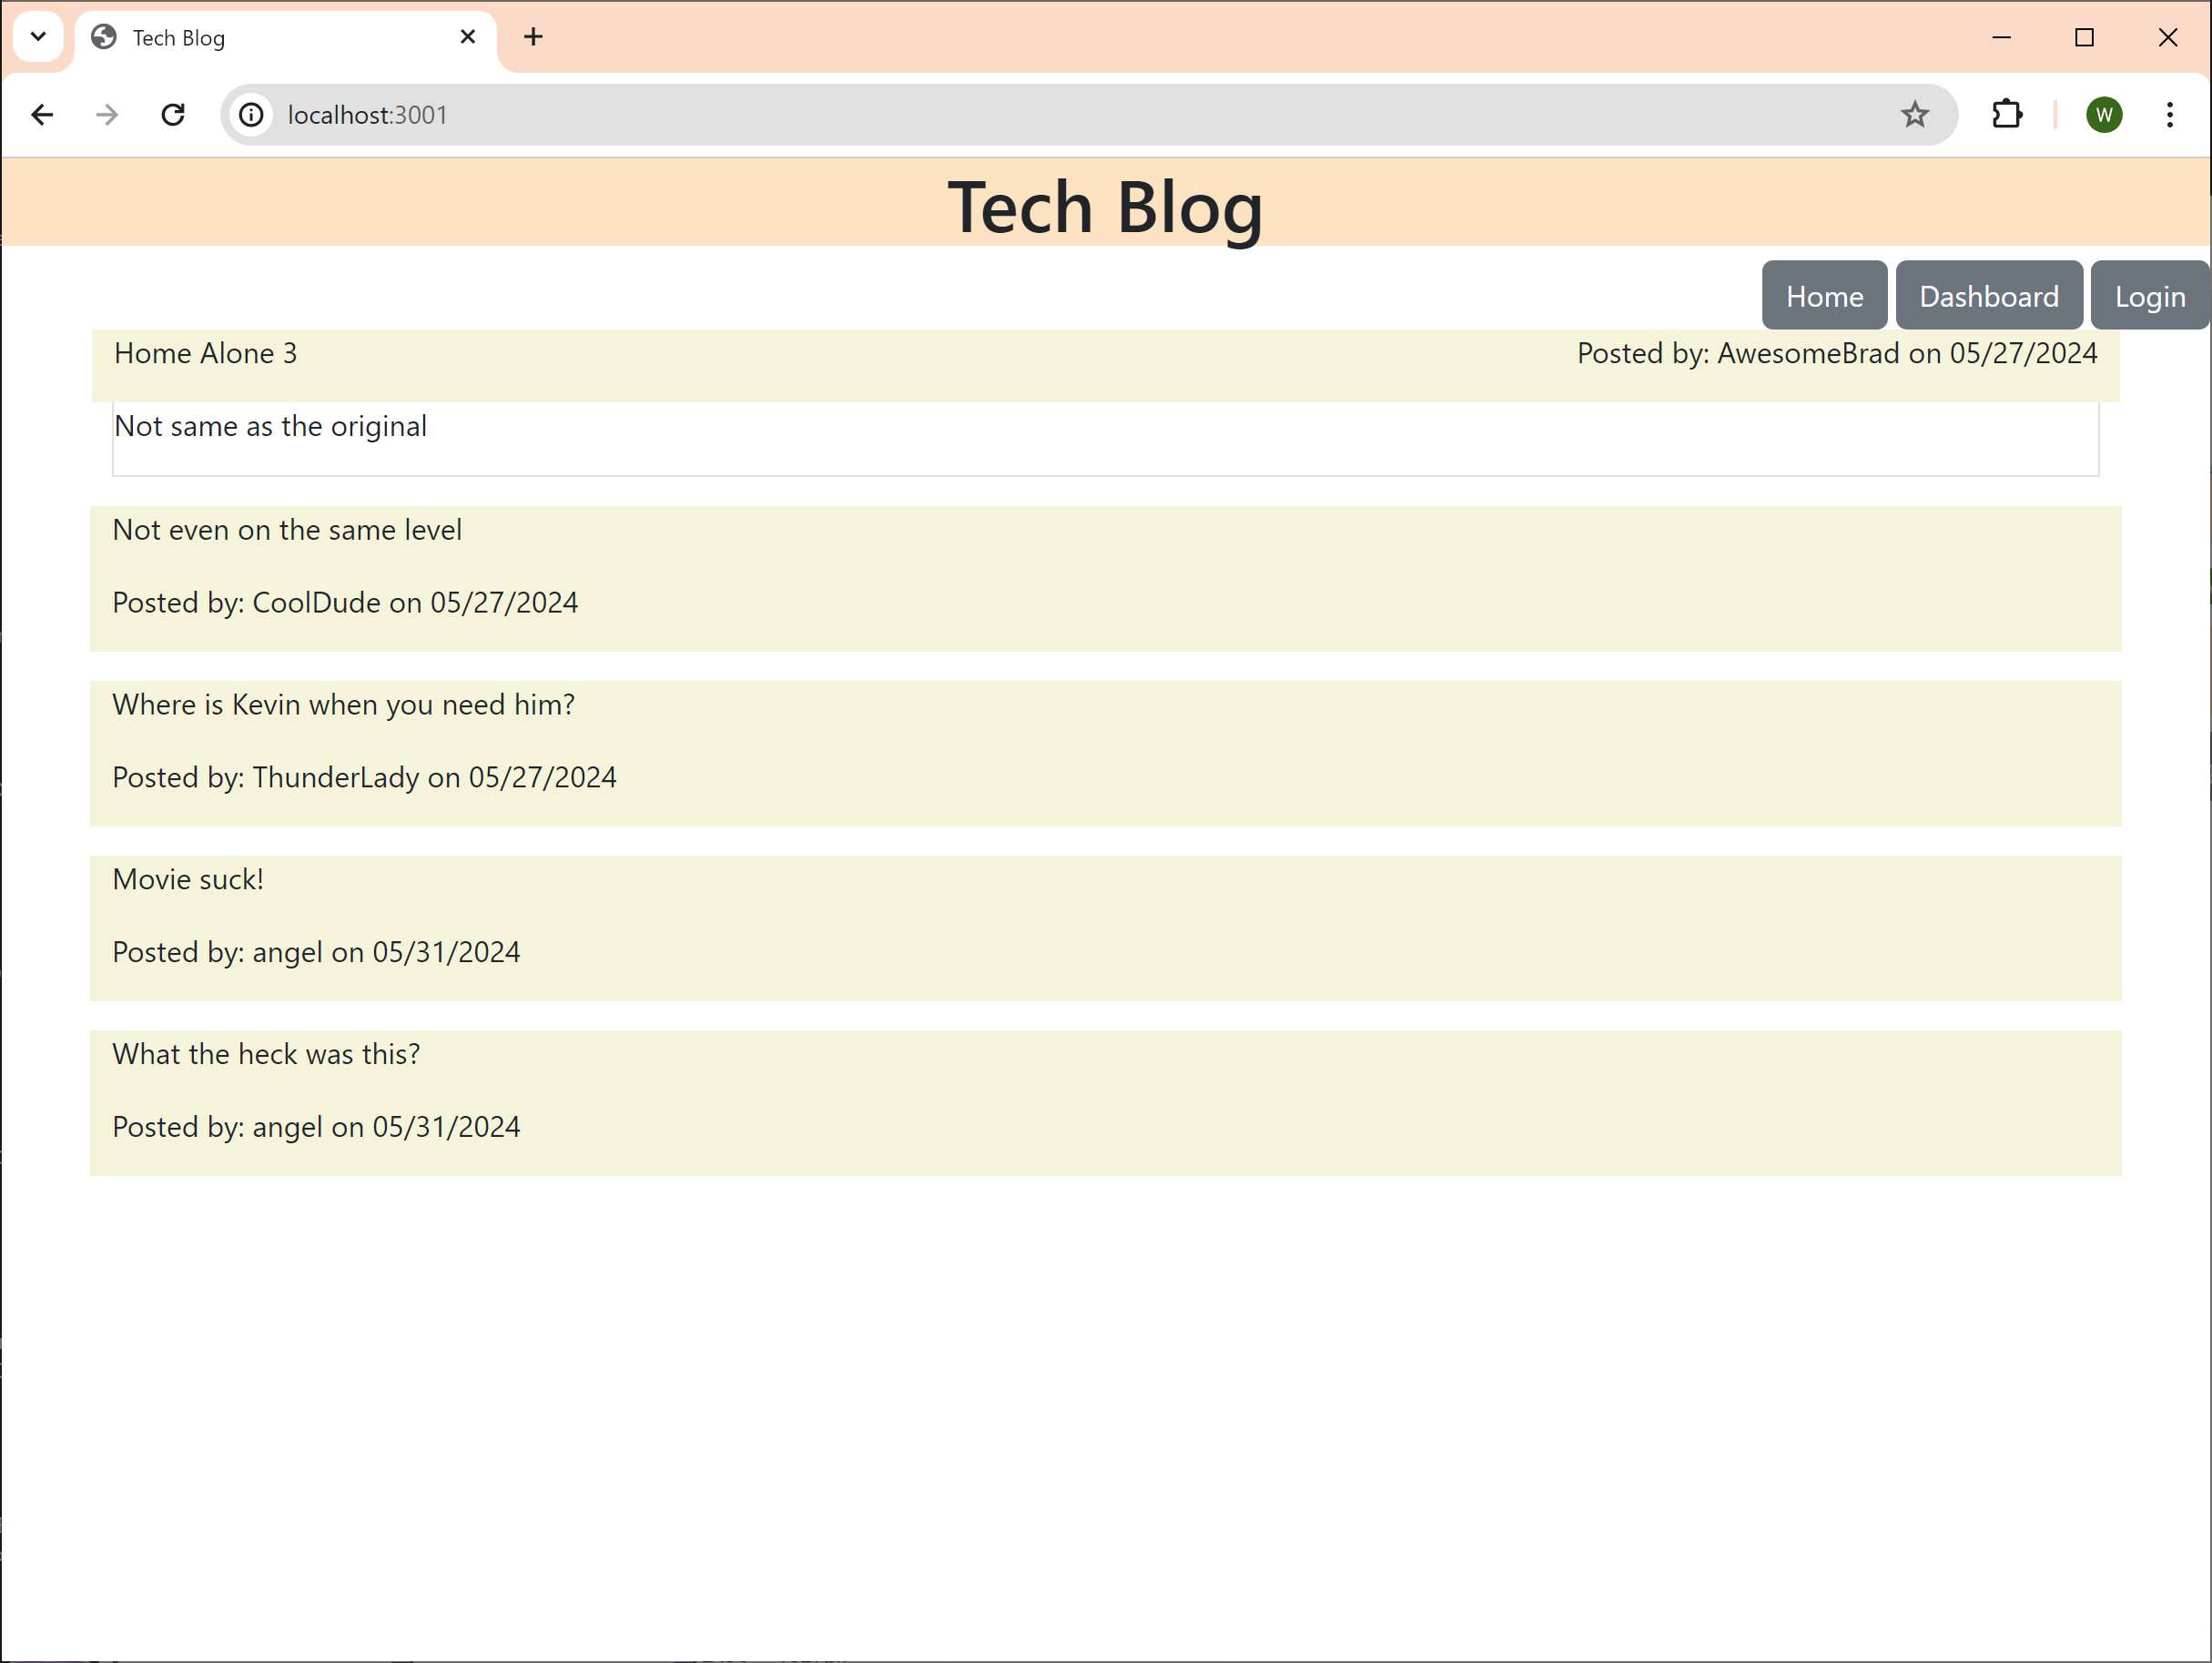 Tech Blog
localhost:3001
W
Tech Blog
Home Dashboard Login
Home Alone 3 Posted by: AwesomeBrad on 05/27/2024
Not same as the original
Not even on the same level
Posted by: CoolDude on 05/27/2024
Where is Kevin when you need him?
Posted by: ThunderLady on 05/27/2024
Movie suck!
Posted by: angel on 05/31/2024
What the heck was this?
Posted by: angel on 05/31/2024